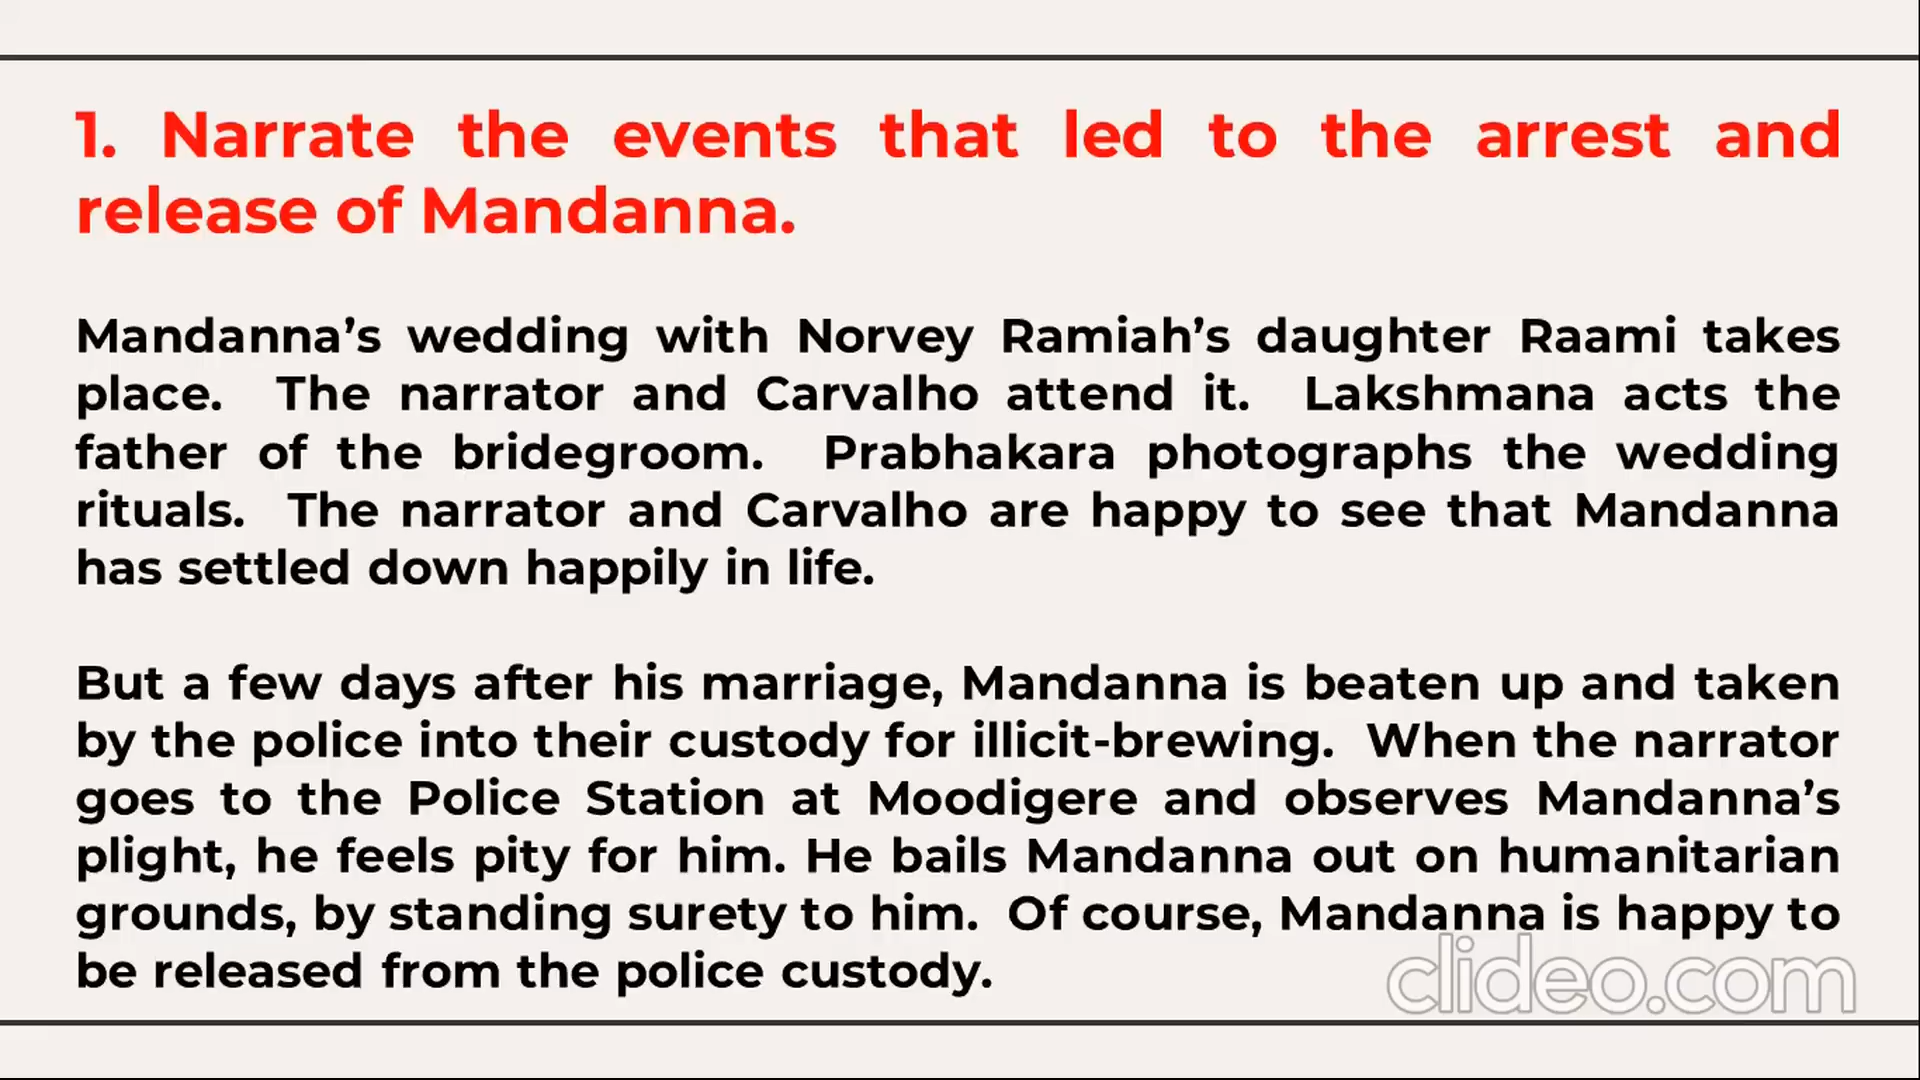 1. Narrate the events that led to the arrest and
release of Mandanna.
Mandanna’s wedding with Norvey Ramiah’s daughter Raami takes
place. The narrator and Carvalho attend it. Lakshmana acts the
father of the bridegroom. Prabhakara photographs the wedding
rituals. The narrator and Carvalho are happy to see that Mandanna
has settled down happily in life.
But a few days after his marriage, Mandanna is beaten up and taken
by the police into their custody for illicit-brewing. When the narrator
goes to the Police Station at Moodigere and observes Mandanna’s
plight, he feels pity for him. He bails Mandanna out on humanitarian
grounds, by standing surety to him. Of course, Mandanna is happy to
be released from the police custody.
clideo.com